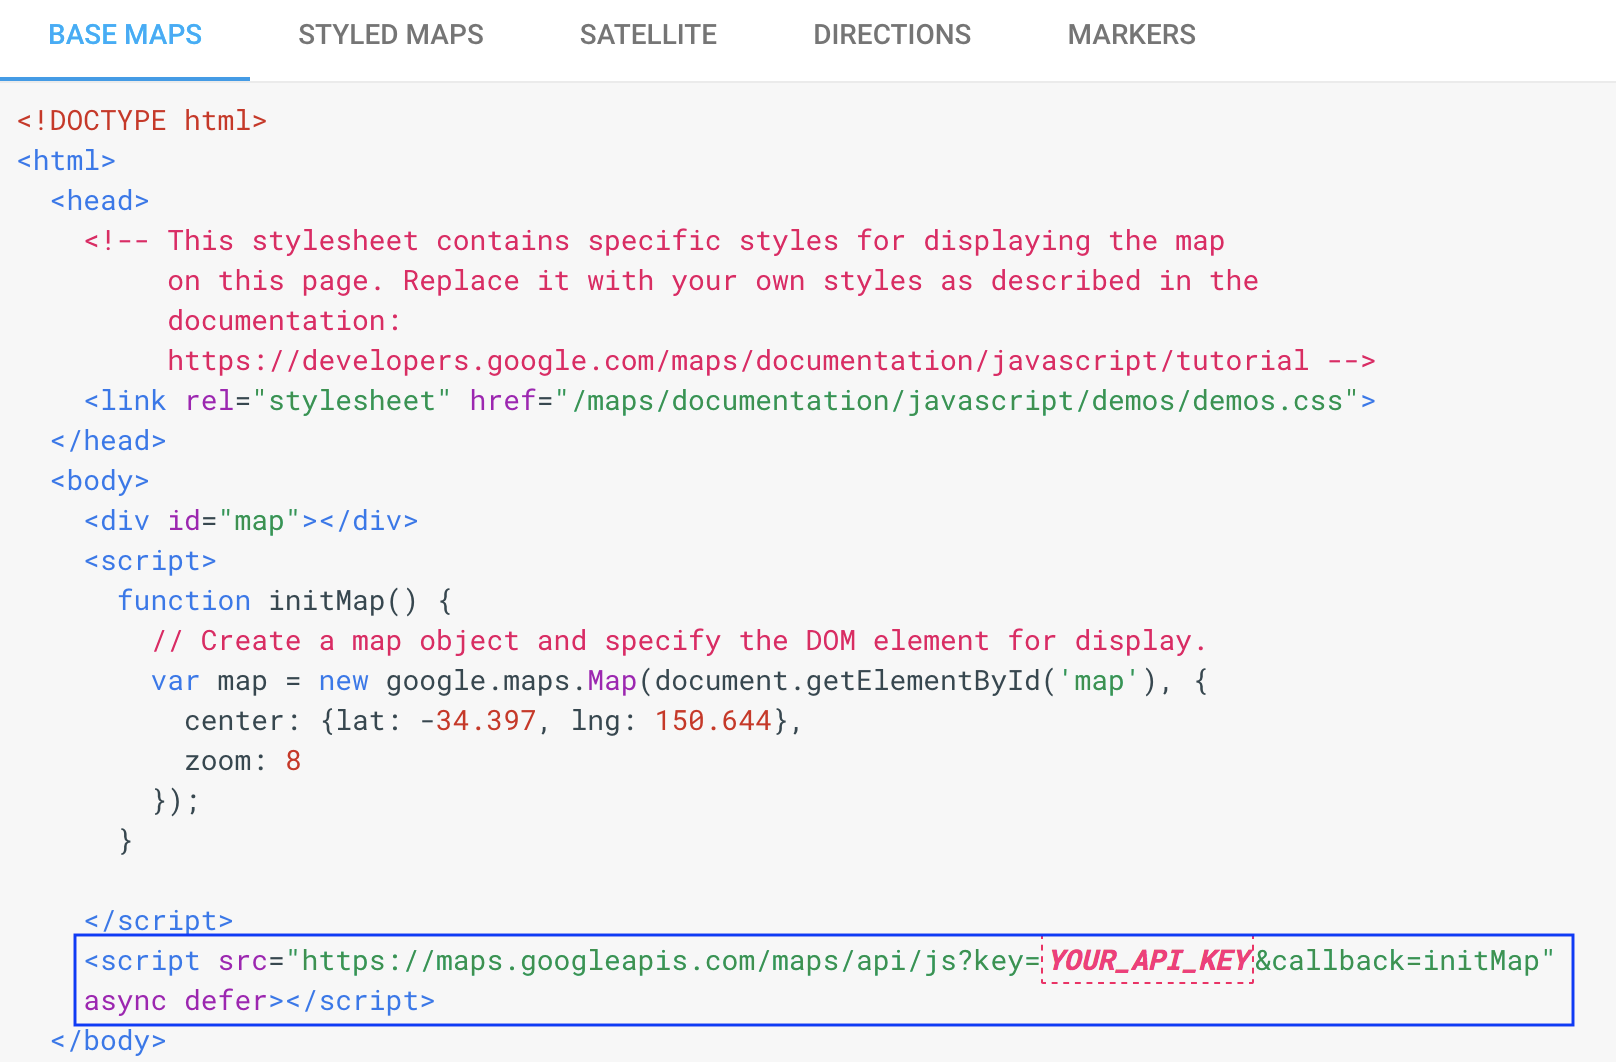 BASE MAPS STYLED MAPS SATELLITE DIRECTIONS MARKERS
<!DOCTYPE html>
<html>
  <head>
    <!-- This stylesheet contains specific styles for displaying the map
         on this page. Replace it with your own styles as described in the
         documentation:
         https://developers.google.com/maps/documentation/javascript/tutorial -->
    <link rel="stylesheet" href="/maps/documentation/javascript/demos/demos.css">
  </head>
  <body>
    <div id="map"></div>
    <script>
      function initMap() {
        // Create a map object and specify the DOM element for display.
        var map = new google.maps.Map(document.getElementById('map'), {
          center: {lat: -34.397, lng: 150.644},
          zoom: 8
        });
      }

    </script>
    <script src="https://maps.googleapis.com/maps/api/js?key=YOUR_API_KEY&callback=initMap"
    async defer></script>
  </body>